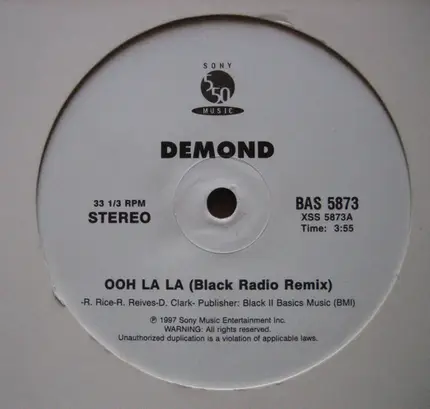 SONY
550
MUSIC
DEMOND
33 1/3 RPM
STEREO
BAS 5873
XSS 5873A
Time: 3:55
OOH LA LA (Black Radio Remix)
-R. Rice-R. Reives-D. Clark- Publisher: Black II Basics Music (BMI)
℗ 1997 Sony Music Entertainment Inc.
WARNING: All rights reserved.
Unauthorized duplication is a violation of applicable laws.